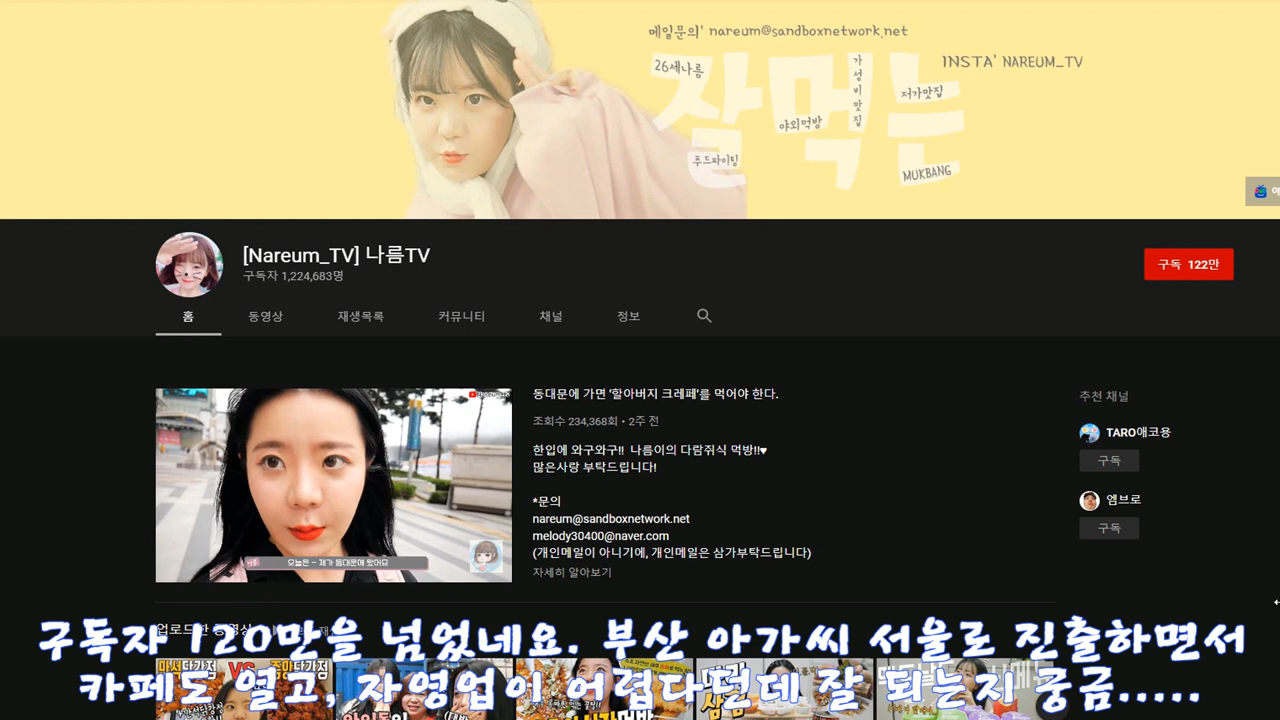 메일문의' nareum@sandboxnetwork.net
INSTA' NAREUM_TV
26세나름
잘먹는
가성비맛집
저가맛집
야외먹방
푸드파이팅
MUKBANG
[Nareum_TV] 나름TV
구독자 1,224,683명
구독 122만
홈 동영상 재생목록 커뮤니티 채널 정보
동대문에 가면 '할아버지 크레페'를 먹어야 한다.
조회수 234,368회 • 2주 전
한입에 와구와구!! 나름이의 다람쥐식 먹방!!♥
많은사랑 부탁드립니다!
*문의
nareum@sandboxnetwork.net
melody30400@naver.com
(개인메일이 아니기에, 개인메일은 삼가부탁드립니다)
자세히 알아보기
오늘은 - 제가 동대문에 왔어요
추천 채널
TARO애코용
구독
엠브로
구독
구독자 120만을 넘었네요. 부산 아가씨 서울로 진출하면서
카페도 열고, 자영업이 어렵다던데 잘 되는지 궁금.....